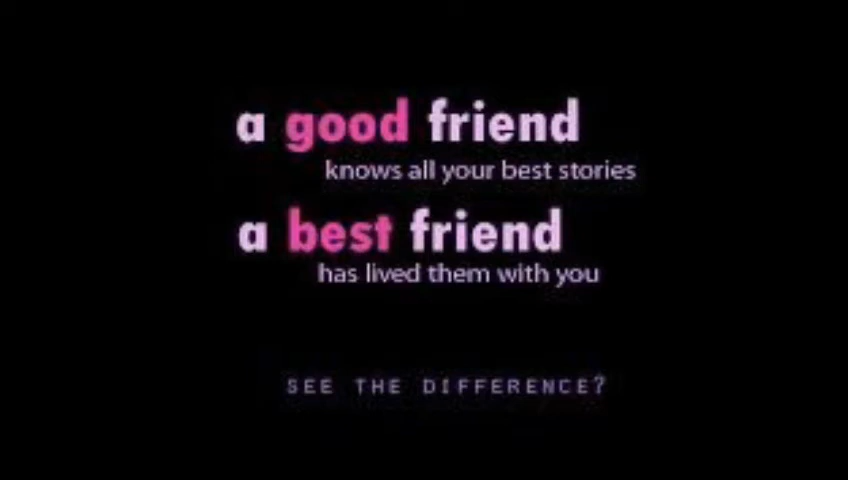 a good friend
knows all your best stories
a best friend
has lived them with you
SEE THE DIFFERENCE?